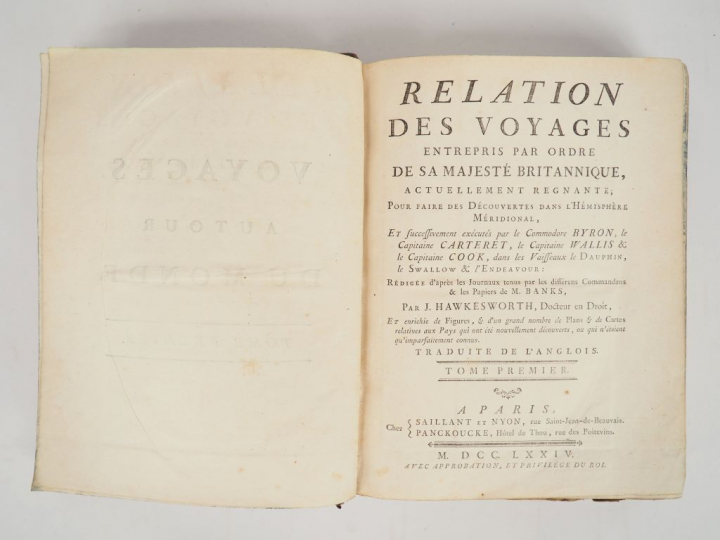 VOYAGES
AUTOUR
DU MONDE
RELATION
DES VOYAGES
ENTREPRIS PAR ORDRE
DE SA MAJESTÉ BRITANNIQUE,
ACTUELLEMENT REGNANTE;
POUR FAIRE DES DÉCOUVERTES DANS L'HÉMISPHÈRE
MÉRIDIONAL,
ET successivement exécutés par le Commodore BYRON, le
Capitaine CARTERET, le Capitaine WALLIS &
le Capitaine COOK, dans les Vaisseaux le DAUPHIN,
le SWALLOW & l'ENDEAVOUR:
RÉDIGÉE d'après les Journaux tenus par les différens Commandans
& les Papiers de M. BANKS,
PAR J. HAWKESWORTH, Docteur en Droit,
ET enrichie de Figures, & d'un grand nombre de Plans & de Cartes
relatives aux Pays qui ont été nouvellement découverts, ou qui n'étoient
qu'imparfaitement connus.
TRADUITE DE L'ANGLOIS.
TOME PREMIER.
A PARIS,
Chez { SAILLANT ET NYON, rue Saint-Jean-de-Beauvais.
PANCKOUCKE, Hôtel de Thou, rue des Poitevins.
M. DCC. LXXIV.
AVEC APPROBATION, ET PRIVILÉGE DU ROI.